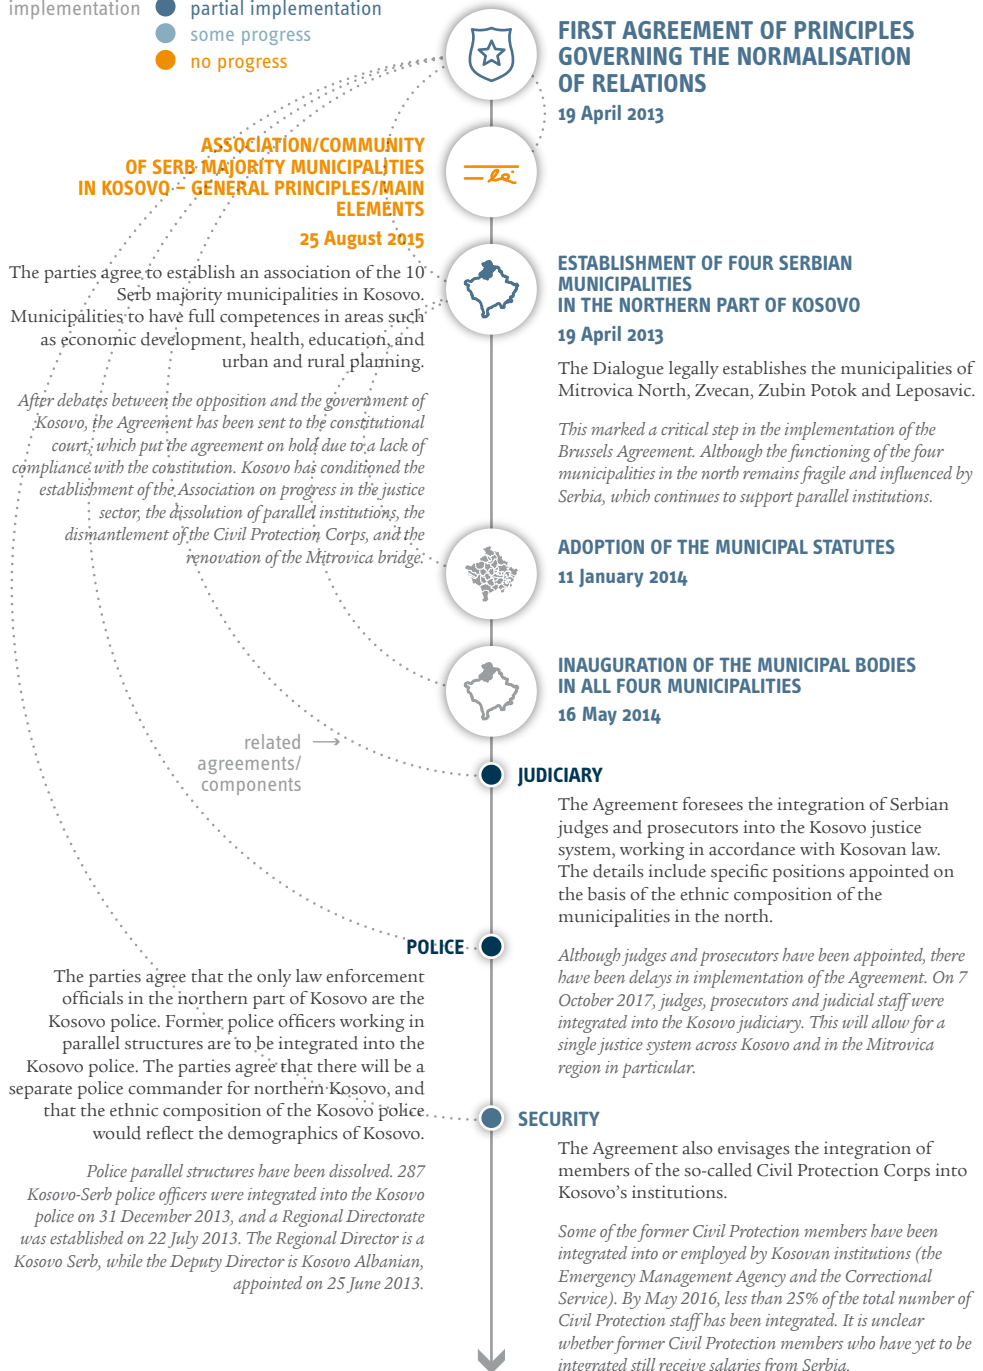 implementation
partial implementation
some progress
no progress
FIRST AGREEMENT OF PRINCIPLES
GOVERNING THE NORMALISATION
OF RELATIONS
19 April 2013
ASSOCIATION/COMMUNITY
OF SERB MAJORITY MUNICIPALITIES
IN KOSOVO – GENERAL PRINCIPLES/MAIN
ELEMENTS
25 August 2015
The parties agree to establish an association of the 10
Serb majority municipalities in Kosovo.
Municipalities to have full competences in areas such
as economic development, health, education, and
urban and rural planning.
After debates between the opposition and the government of
Kosovo, the Agreement has been sent to the constitutional
court, which put the agreement on hold due to a lack of
compliance with the constitution. Kosovo has conditioned the
establishment of the Association on progress in the justice
sector, the dissolution of parallel institutions, the
dismantlement of the Civil Protection Corps, and the
renovation of the Mitrovica bridge.
ESTABLISHMENT OF FOUR SERBIAN
MUNICIPALITIES
IN THE NORTHERN PART OF KOSOVO
19 April 2013
The Dialogue legally establishes the municipalities of
Mitrovica North, Zvecan, Zubin Potok and Leposavic.
This marked a critical step in the implementation of the
Brussels Agreement. Although the functioning of the four
municipalities in the north remains fragile and influenced by
Serbia, which continues to support parallel institutions.
ADOPTION OF THE MUNICIPAL STATUTES
11 January 2014
INAUGURATION OF THE MUNICIPAL BODIES
IN ALL FOUR MUNICIPALITIES
16 May 2014
related
agreements/
components
JUDICIARY
The Agreement foresees the integration of Serbian
judges and prosecutors into the Kosovo justice
system, working in accordance with Kosovan law.
The details include specific positions appointed on
the basis of the ethnic composition of the
municipalities in the north.
Although judges and prosecutors have been appointed, there
have been delays in implementation of the Agreement. On 7
October 2017, judges, prosecutors and judicial staff were
integrated into the Kosovo judiciary. This will allow for a
single justice system across Kosovo and in the Mitrovica
region in particular.
POLICE
The parties agree that the only law enforcement
officials in the northern part of Kosovo are the
Kosovo police. Former police officers working in
parallel structures are to be integrated into the
Kosovo police. The parties agree that there will be a
separate police commander for northern Kosovo, and
that the ethnic composition of the Kosovo police
would reflect the demographics of Kosovo.
Police parallel structures have been dissolved. 287
Kosovo-Serb police officers were integrated into the Kosovo
police on 31 December 2013, and a Regional Directorate
was established on 22 July 2013. The Regional Director is a
Kosovo Serb, while the Deputy Director is Kosovo Albanian,
appointed on 25 June 2013.
SECURITY
The Agreement also envisages the integration of
members of the so-called Civil Protection Corps into
Kosovo's institutions.
Some of the former Civil Protection members have been
integrated into or employed by Kosovan institutions (the
Emergency Management Agency and the Correctional
Service). By May 2016, less than 25% of the total number of
Civil Protection staff has been integrated. It is unclear
whether former Civil Protection members who have yet to be
integrated still receive salaries from Serbia.